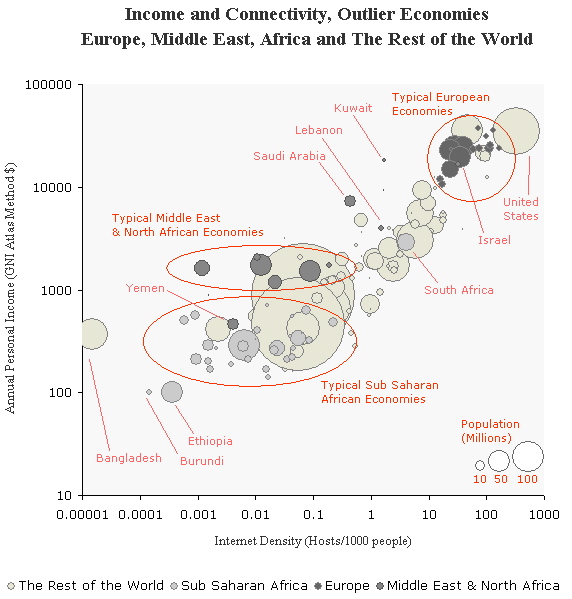 Income and Connectivity, Outlier Economies
Europe, Middle East, Africa and The Rest of the World
Annual Personal Income (GNI Atlas Method $)
100000
10000
1000
100
10
Typical European
Economies
Kuwait
Lebanon
Saudi Arabia
United
States
Israel
Typical Middle East
& North African Economies
South Africa
Yemen
Typical Sub Saharan
African Economies
Ethiopia
Bangladesh
Burundi
Population
(Millions)
10 50 100
0.00001 0.0001 0.001 0.01 0.1 1 10 100 1000
Internet Density (Hosts/1000 people)
The Rest of the World Sub Saharan Africa Europe Middle East & North Africa